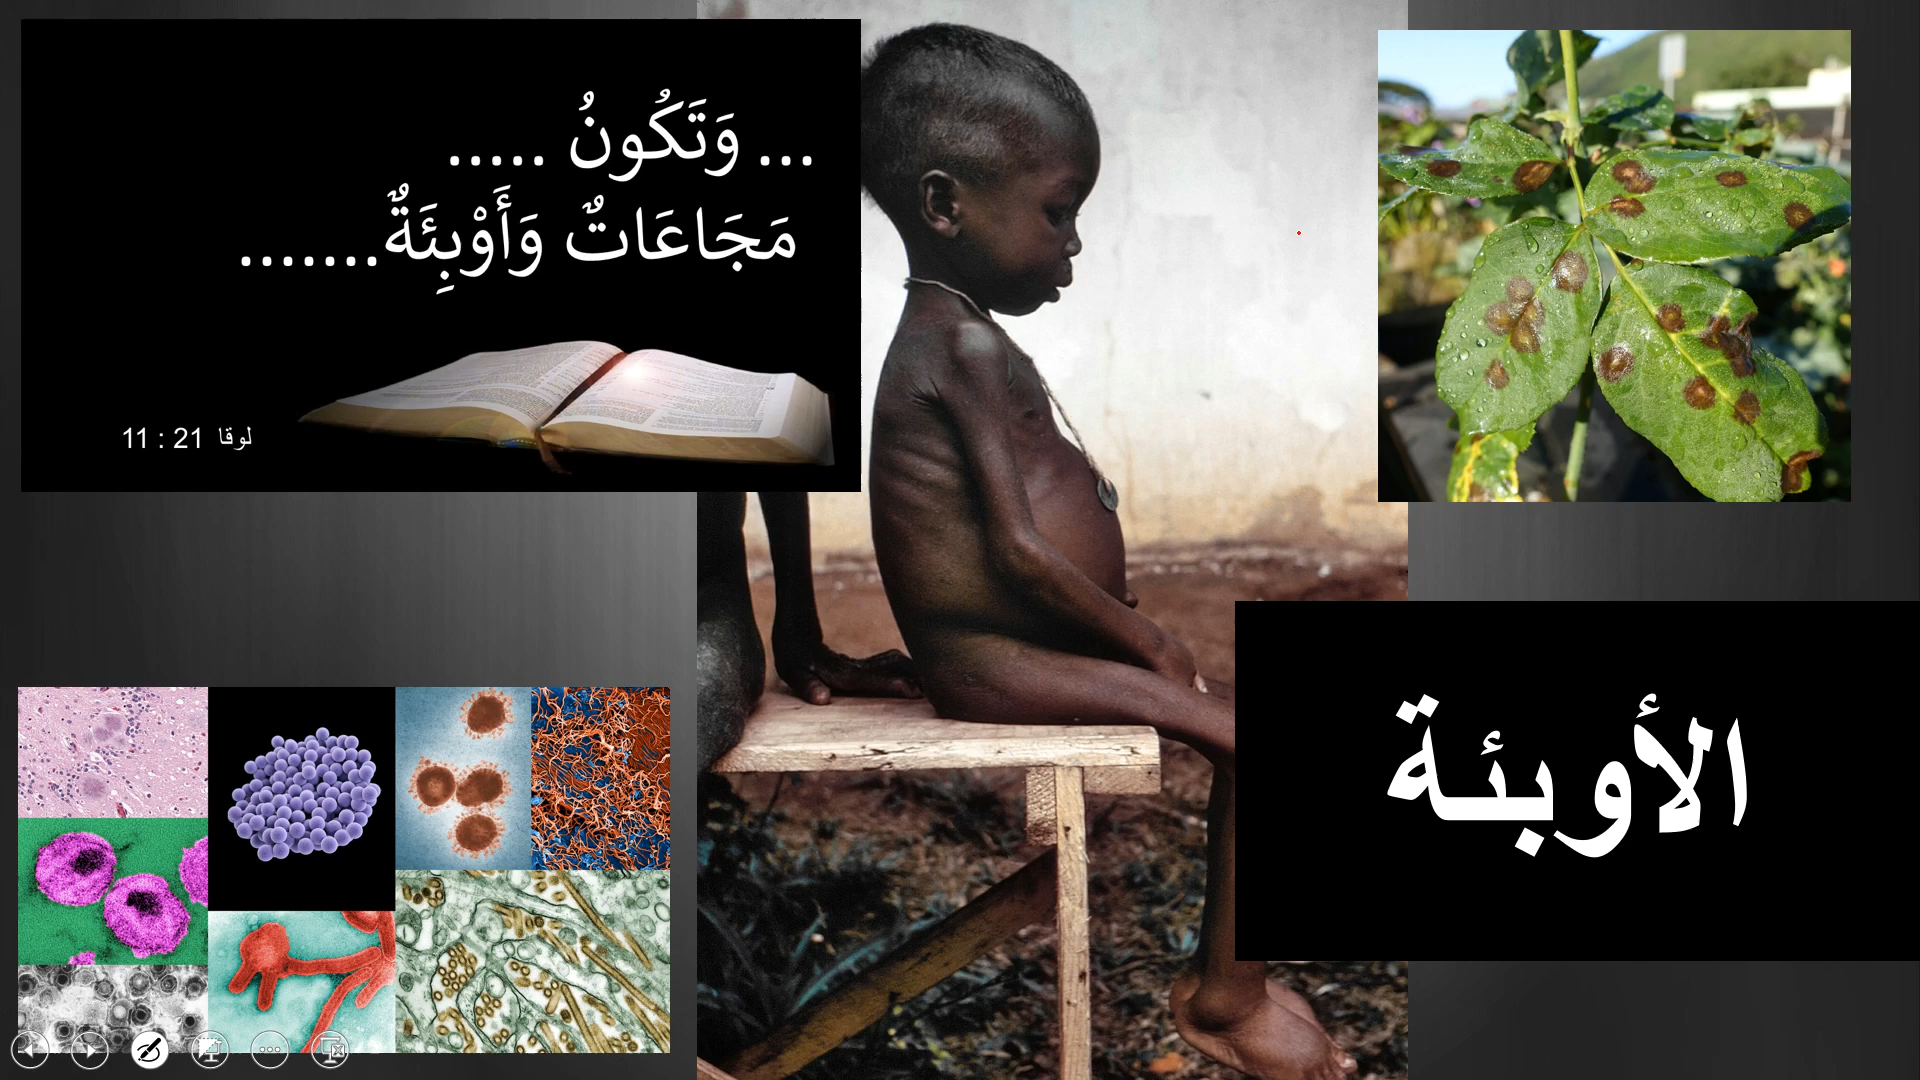 ... وَتَكُونُ .....
مَجَاعَاتٌ وَأَوْبِئَةٌ.......
لوقا 21 : 11
الأوبئة